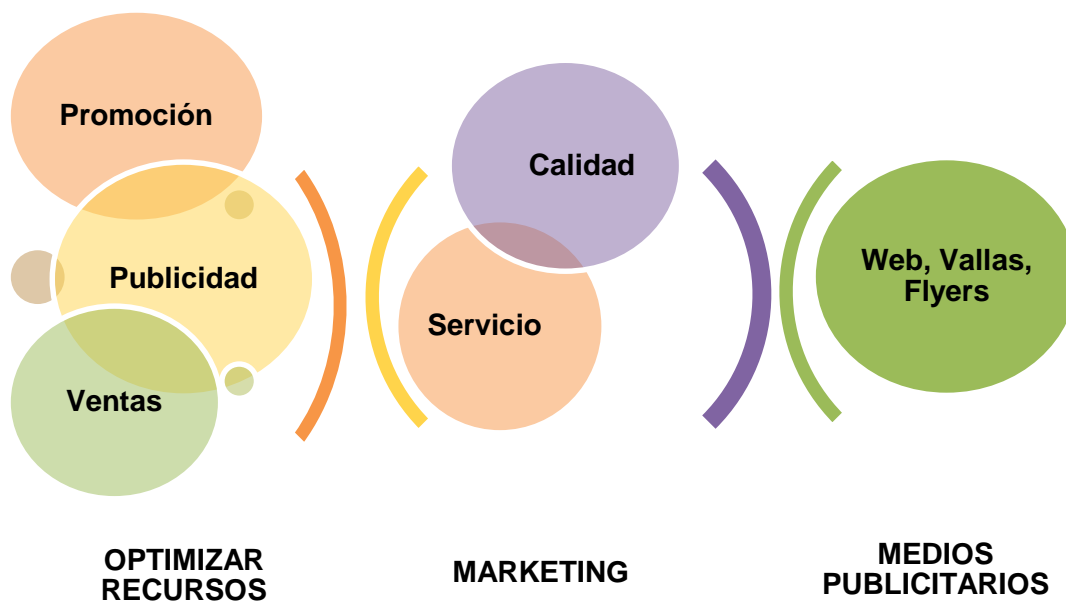 Promoción
Publicidad
Ventas
Calidad
Servicio
Web, Vallas,
Flyers
OPTIMIZAR
RECURSOS
MARKETING
MEDIOS
PUBLICITARIOS